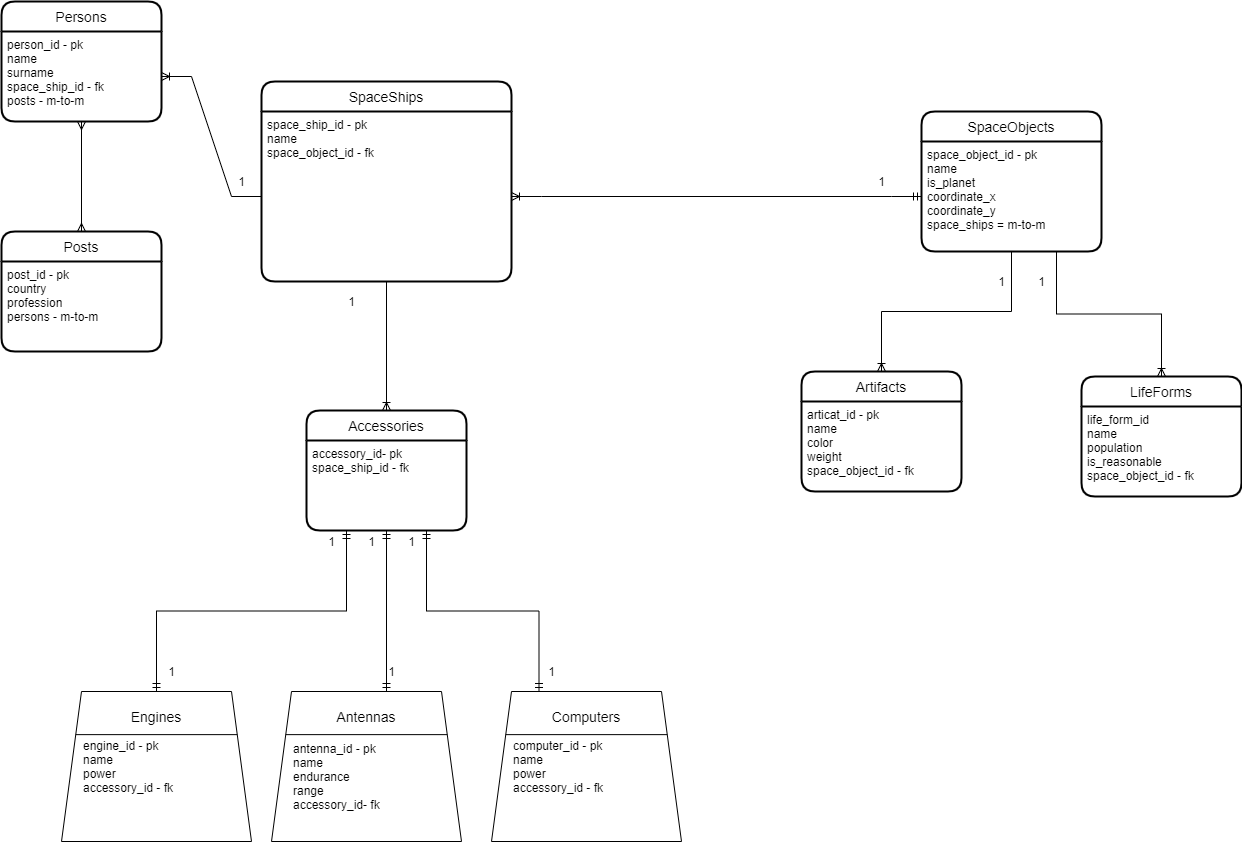 Persons
person_id - pk
name
surname
space_ship_id - fk
posts - m-to-m
SpaceShips
space_ship_id - pk
name
space_object_id - fk
1
1
SpaceObjects
space_object_id - pk
name
is_planet
coordinate_x
coordinate_y
space_ships = m-to-m
Posts
post_id - pk
country
profession
persons - m-to-m
1
1
1
Artifacts
articat_id - pk
name
color
weight
space_object_id - fk
LifeForms
life_form_id
name
population
is_reasonable
space_object_id - fk
Accessories
accessory_id- pk
space_ship_id - fk
1
1
1
1
1
1
Engines
engine_id - pk
name
power
accessory_id - fk
Antennas
antenna_id - pk
name
endurance
range
accessory_id- fk
Computers
computer_id - pk
name
power
accessory_id - fk